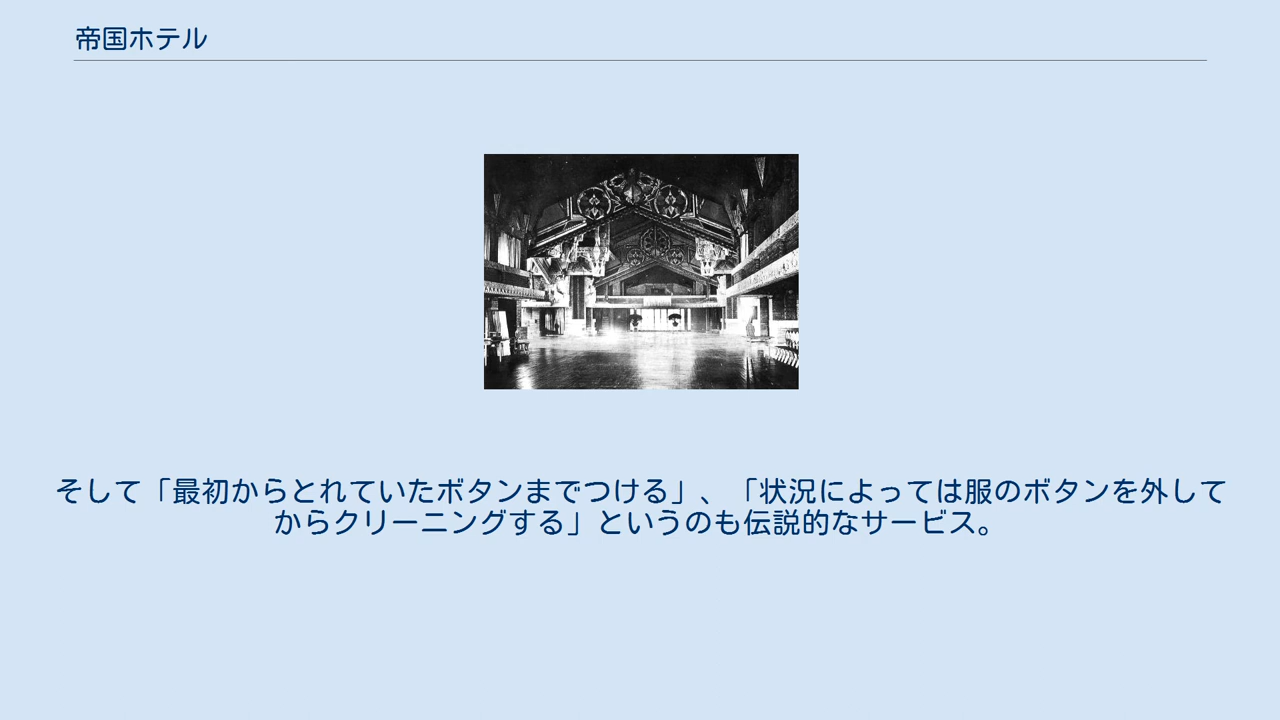 帝国ホテル
そして「最初からとれていたボタンまでつける」、「状況によっては服のボタンを外して
からクリーニングする」というのも伝説的なサービス。